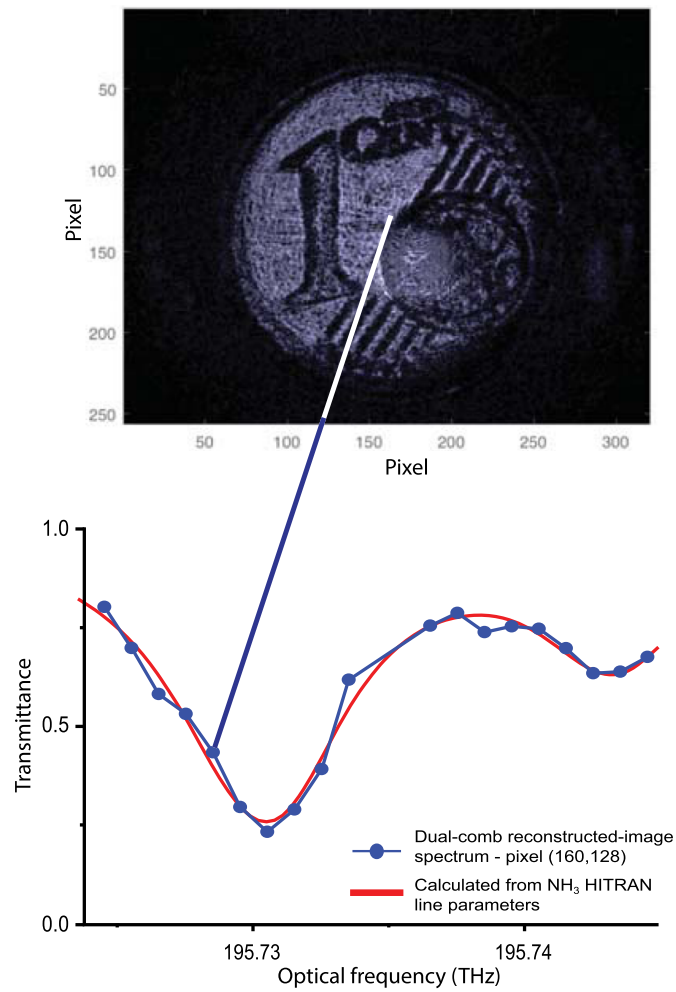 50
100
150
200
250
Pixel
1 CENT
50
100
150
200
250
300
Pixel
1.0
0.5
0.0
Transmittance
Dual-comb reconstructed-image
spectrum - pixel (160,128)
Calculated from NH₃ HITRAN
line parameters
195.73
195.74
Optical frequency (THz)